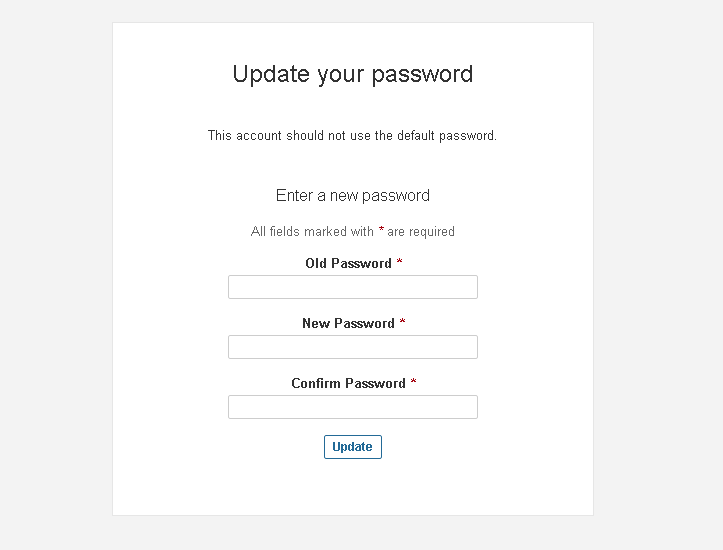 Update your password
This account should not use the default password.
Enter a new password
All fields marked with * are required
Old Password *
New Password *
Confirm Password *
Update